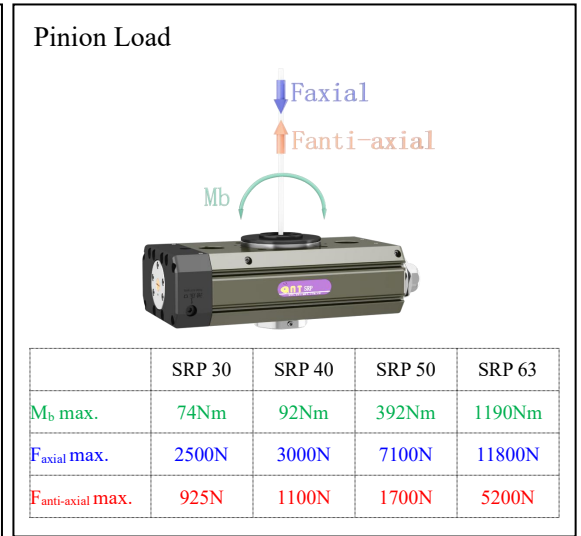 Pinion Load
Faxial
Fanti-axial
Mb
SRP
SRP 30 SRP 40 SRP 50 SRP 63
Mb max. 74Nm 92Nm 392Nm 1190Nm
Faxial max. 2500N 3000N 7100N 11800N
Fanti-axial max. 925N 1100N 1700N 5200N